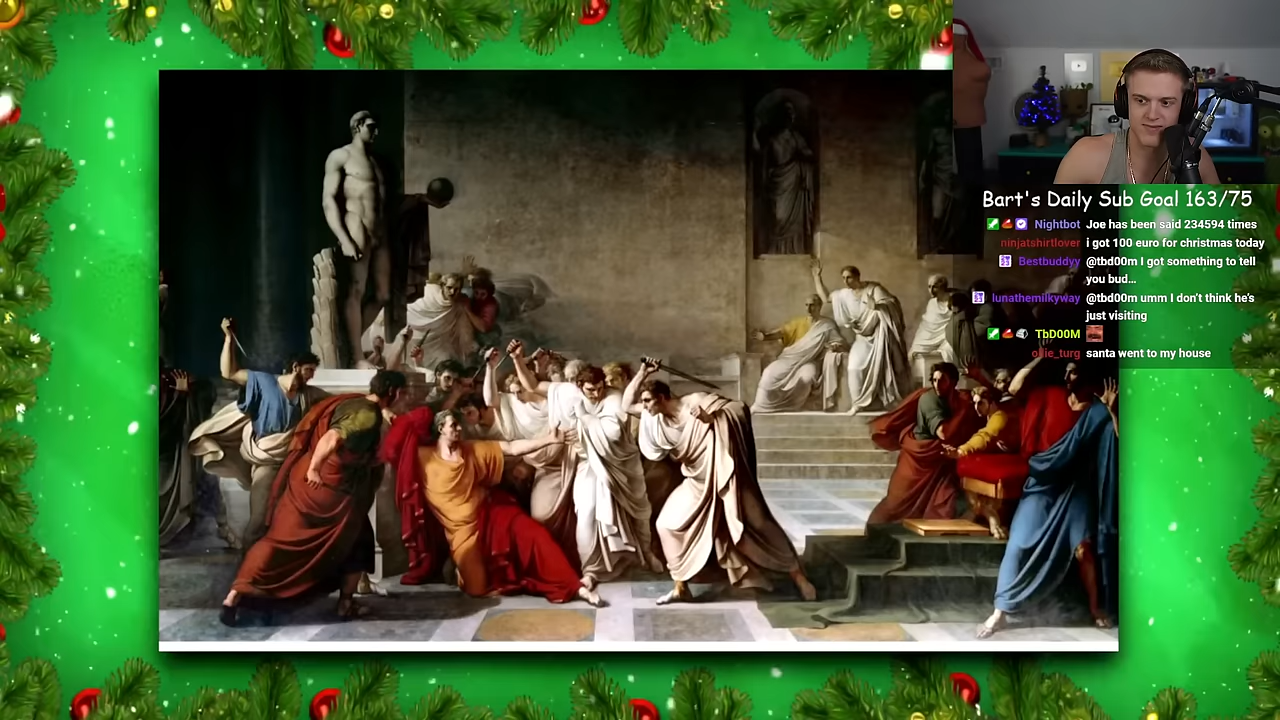 Bart's Daily Sub Goal 163/75
Nightbot Joe has been said 234594 times
ninjatshirtlover i got 100 euro for christmas today
Bestbuddyy @tbd00m I got something to
tell you bud…
lunathemilkyway @tbd00m umm I don't think he's
just visiting
TbD00M
ollie_turg santa went to my house